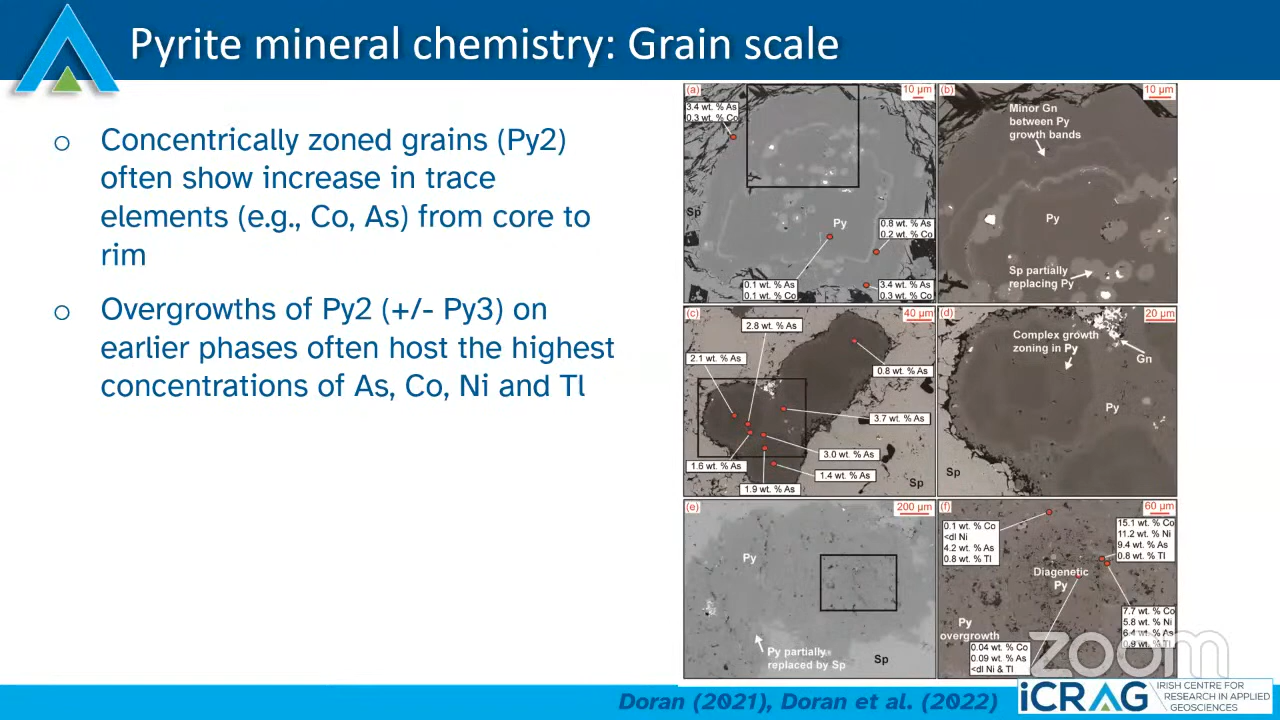 Pyrite mineral chemistry: Grain scale
o Concentrically zoned grains (Py2)
often show increase in trace
elements (e.g., Co, As) from core to
rim
o Overgrowths of Py2 (+/- Py3) on
earlier phases often host the highest
concentrations of As, Co, Ni and Tl
(a)
10 µm
3.4 wt. % As
0.3 wt. % Co
Sp
Py
0.8 wt. % As
0.2 wt. % Co
0.1 wt. % As
0.1 wt. % Co
3.4 wt. % As
0.3 wt. % Co
(b)
10 µm
Minor Gn
between Py
growth bands
Py
Sp partially
replacing Py
(c)
40 µm
2.8 wt. % As
2.1 wt. % As
0.8 wt. % As
3.7 wt. % As
3.0 wt. % As
1.6 wt. % As
1.4 wt. % As
1.9 wt. % As
Sp
(d)
20 µm
Complex growth
zoning in Py
Gn
Py
Sp
(e)
200 µm
Py
Py partially
replaced by Sp
Sp
(f)
60 µm
0.1 wt. % Co
<dl Ni
4.2 wt. % As
0.8 wt. % Tl
15.1 wt. % Co
11.2 wt. % Ni
9.4 wt. % As
0.8 wt. % Tl
Diagenetic
Py
7.7 wt. % Co
5.8 wt. % Ni
6.4 wt. % As
0.9 wt. % Tl
Py
overgrowth
0.04 wt. % Co
0.09 wt. % As
<dl Ni & Tl
zoom
Doran (2021), Doran et al. (2022)
iCRAG
IRISH CENTRE FOR
RESEARCH IN APPLIED
GEOSCIENCES